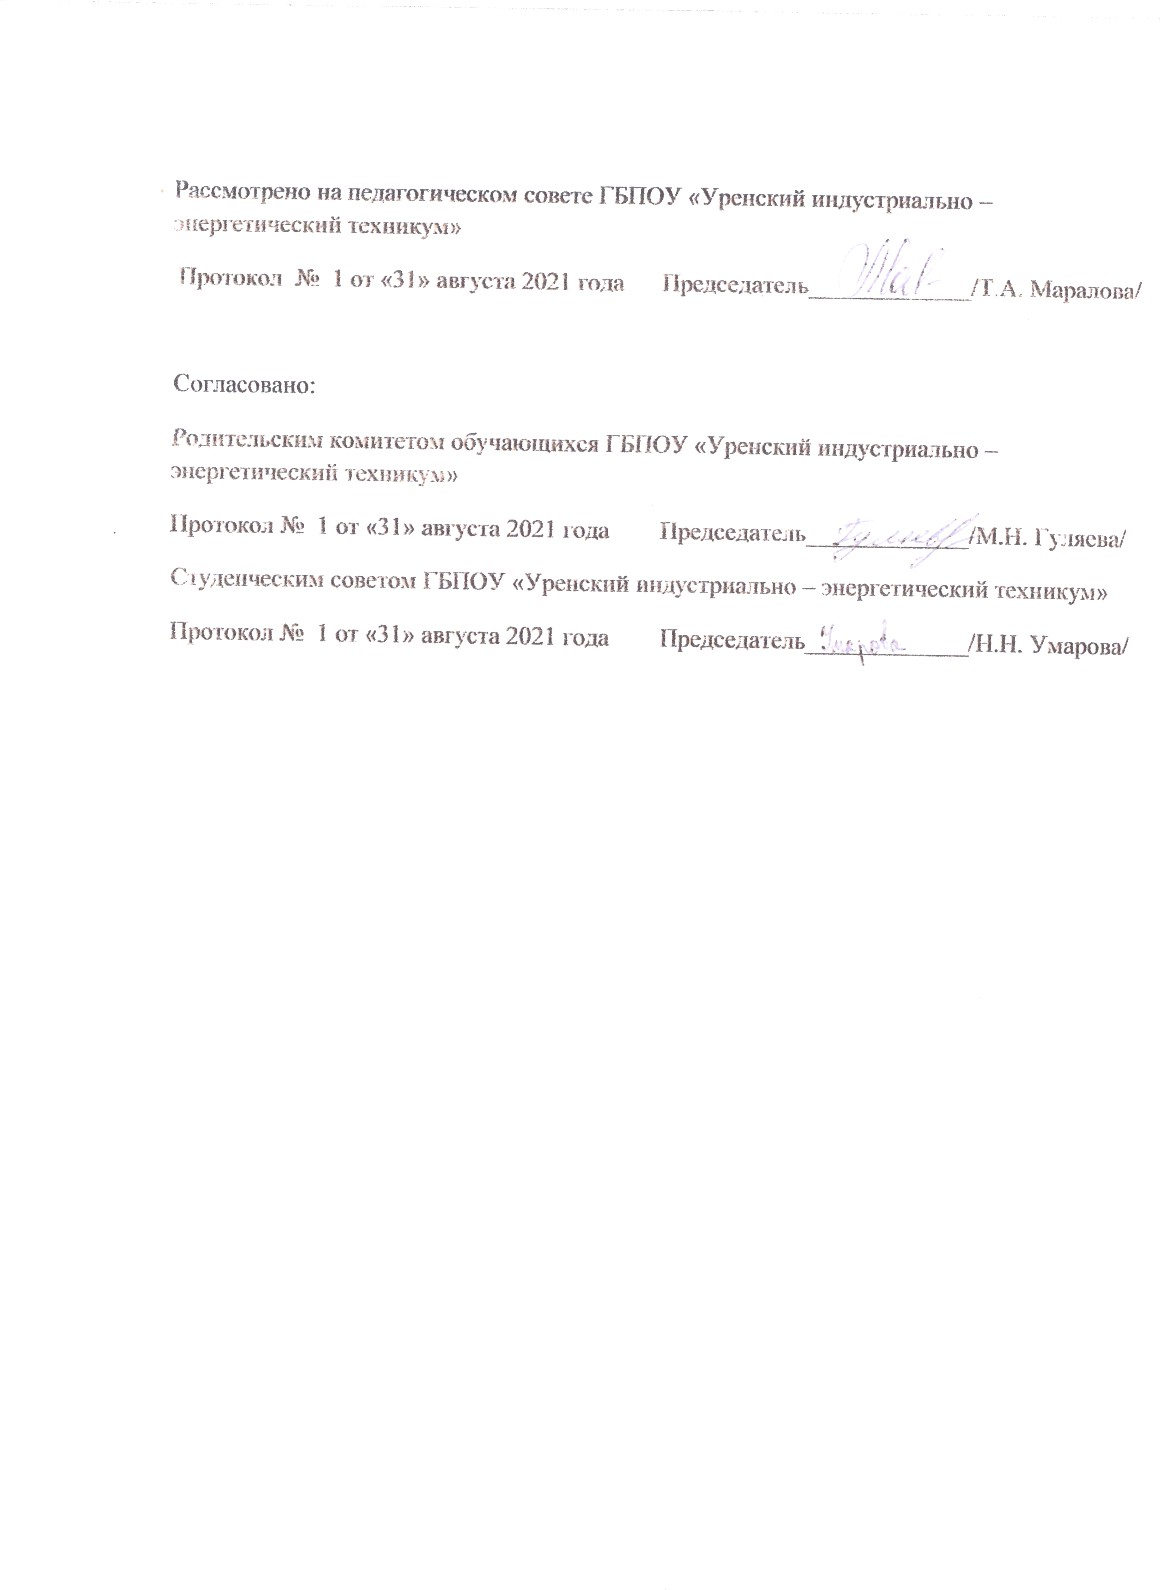 Рассмотрено на педагогическом совете ГБПОУ «Уренский индустриально –
энергетический техникум»
Протокол № 1 от «31» августа 2021 года Председатель_____________/Т.А. Маралова/
Согласовано:
Родительским комитетом обучающихся ГБПОУ «Уренский индустриально –
энергетический техникум»
Протокол № 1 от «31» августа 2021 года Председатель_____________/М.Н. Гуляева/
Студенческим советом ГБПОУ «Уренский индустриально – энергетический техникум»
Протокол № 1 от «31» августа 2021 года Председатель Умарова /Н.Н. Умарова/